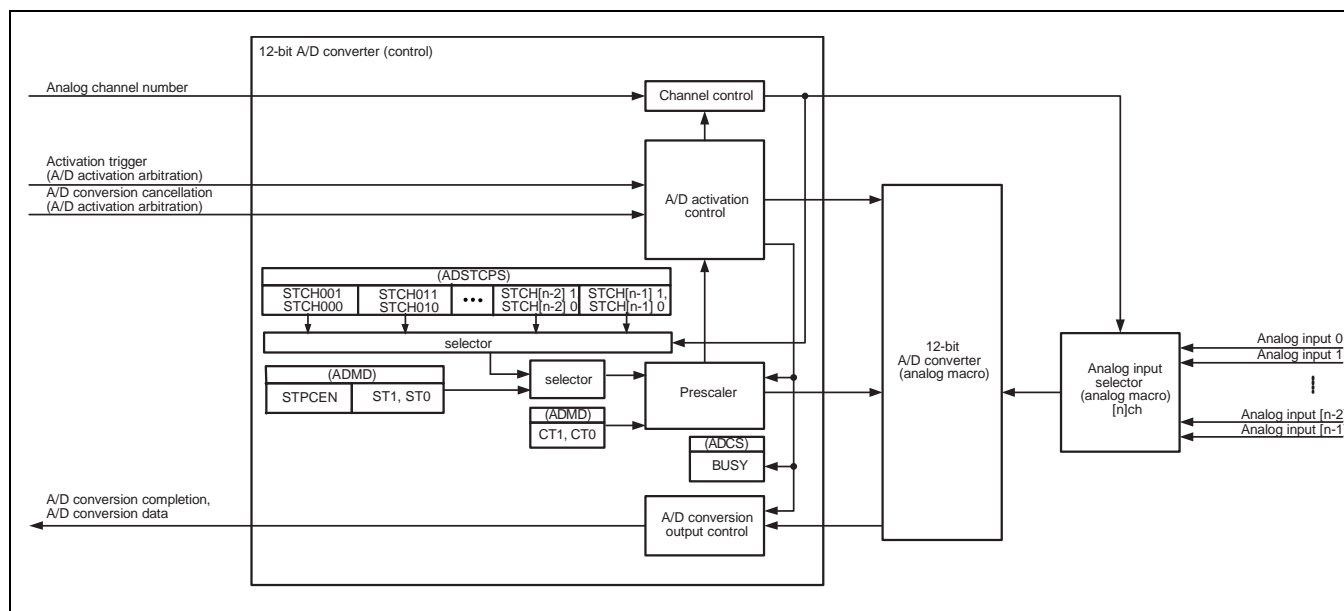 12-bit A/D converter (control)
Analog channel number
Channel control
Activation trigger
(A/D activation arbitration)
A/D conversion cancellation
(A/D activation arbitration)
A/D activation
control
(ADSTCPS)
STCH001
STCH000
STCH011
STCH010
•••
STCH[n-2] 1
STCH[n-2] 0
STCH[n-1] 1,
STCH[n-1] 0
selector
(ADMD)
STPCEN
ST1, ST0
selector
Prescaler
(ADMD)
CT1, CT0
(ADCS)
BUSY
A/D conversion completion,
A/D conversion data
A/D conversion
output control
12-bit
A/D converter
(analog macro)
Analog input
selector
(analog macro)
[n]ch
Analog input 0
Analog input 1
Analog input [n-2
Analog input [n-1